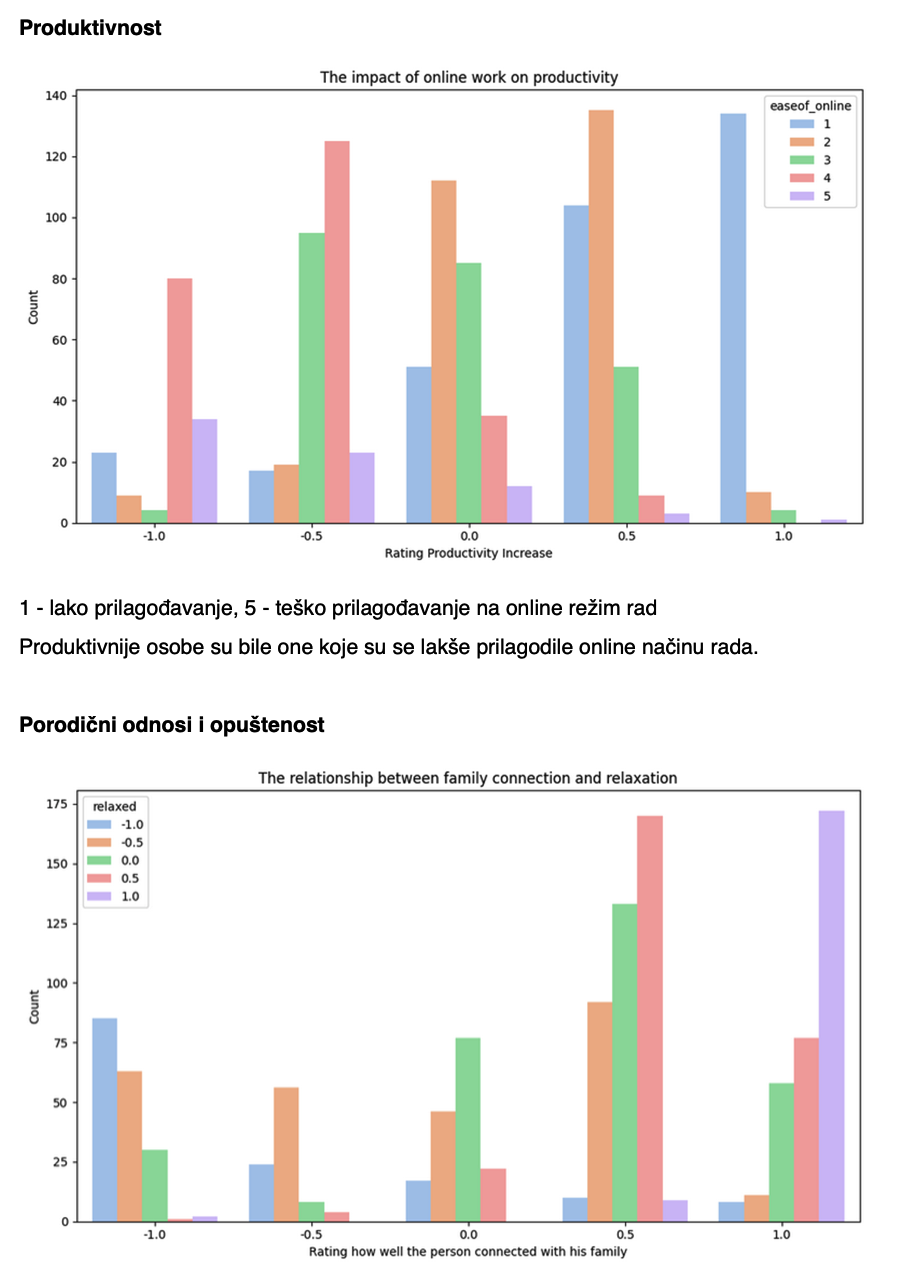 Produktivnost
The impact of online work on productivity
140
120
100
80
60
40
20
0
Count
easeof_online
1
2
3
4
5
-1.0 -0.5 0.0 0.5 1.0
Rating Productivity Increase
1 - lako prilagođavanje, 5 - teško prilagođavanje na online režim rad
Produktivnije osobe su bile one koje su se lakše prilagodile online načinu rada.
Porodični odnosi i opuštenost
The relationship between family connection and relaxation
175
150
125
100
75
50
25
0
Count
relaxed
-1.0
-0.5
0.0
0.5
1.0
-1.0 -0.5 0.0 0.5 1.0
Rating how well the person connected with his family